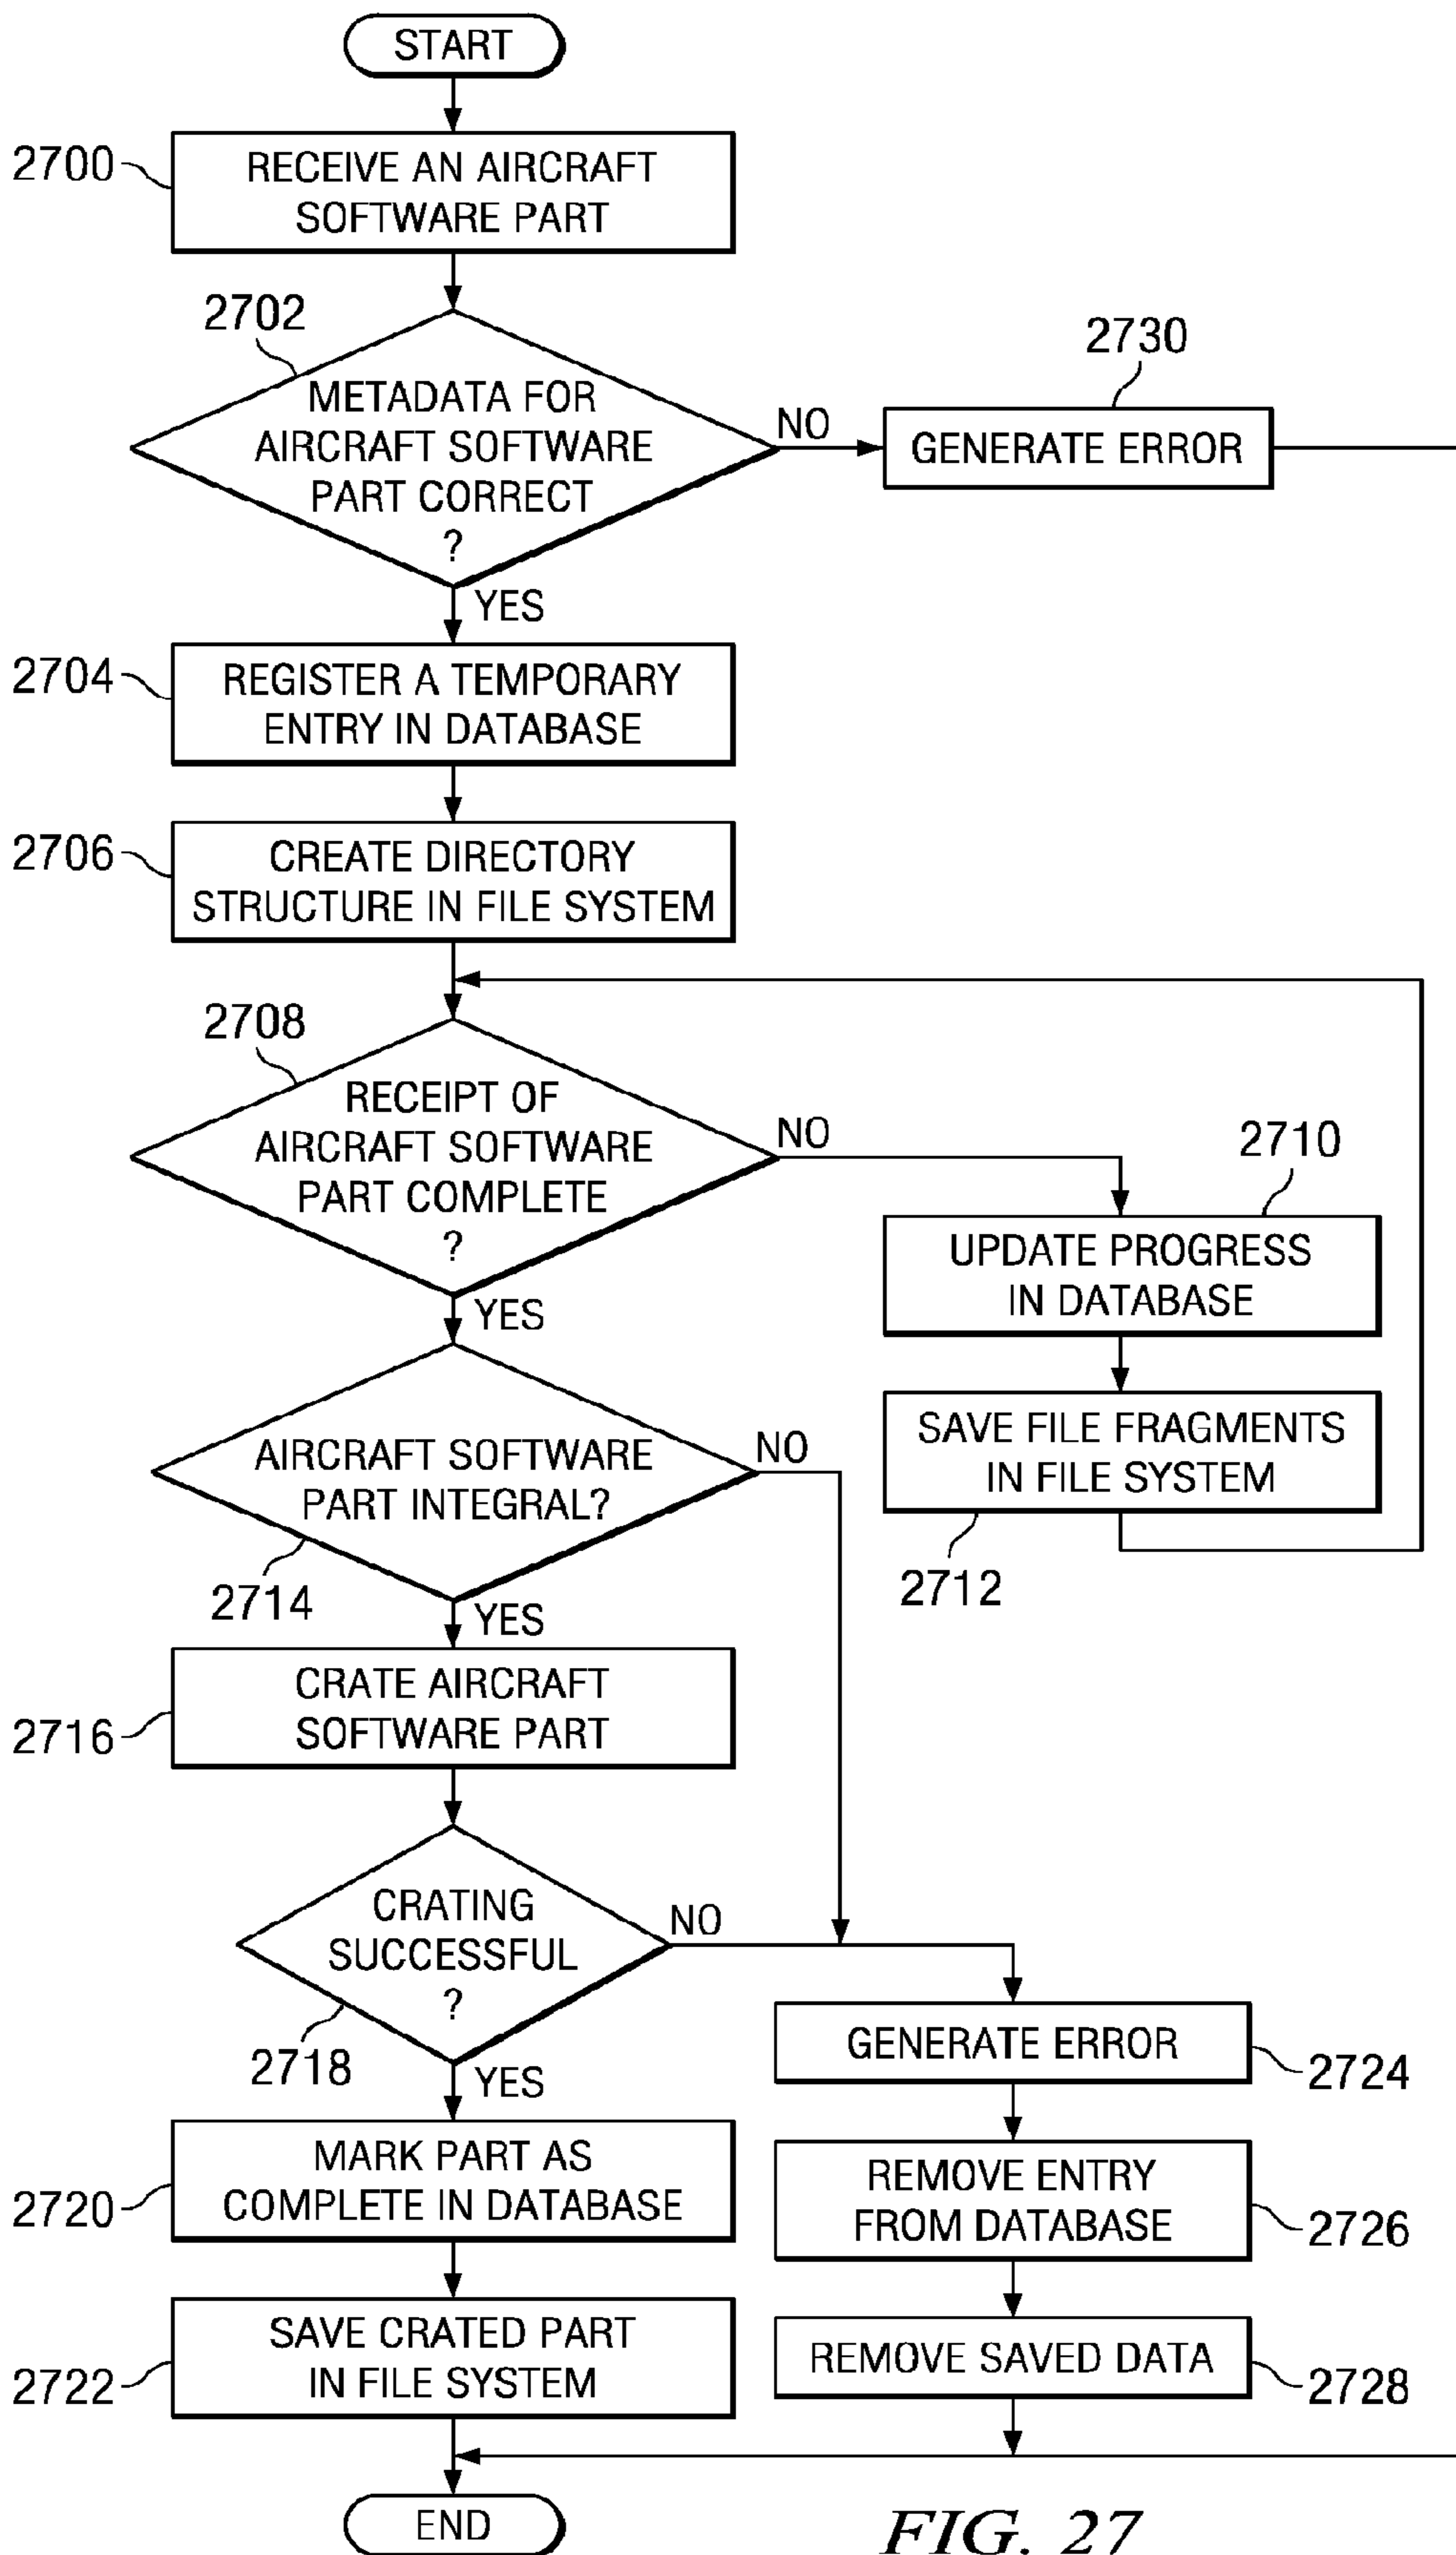 START
2700
RECEIVE AN AIRCRAFT
SOFTWARE PART
2702
METADATA FOR
AIRCRAFT SOFTWARE
PART CORRECT
?
NO
2730
GENERATE ERROR
YES
2704
REGISTER A TEMPORARY
ENTRY IN DATABASE
2706
CREATE DIRECTORY
STRUCTURE IN FILE SYSTEM
2708
RECEIPT OF
AIRCRAFT SOFTWARE
PART COMPLETE
?
NO
2710
UPDATE PROGRESS
IN DATABASE
YES
SAVE FILE FRAGMENTS
IN FILE SYSTEM
2712
AIRCRAFT SOFTWARE
PART INTEGRAL?
NO
2714
YES
2716
CRATE AIRCRAFT
SOFTWARE PART
CRATING
SUCCESSFUL
?
NO
2718
YES
GENERATE ERROR
2724
2720
MARK PART AS
COMPLETE IN DATABASE
REMOVE ENTRY
FROM DATABASE
2726
2722
SAVE CRATED PART
IN FILE SYSTEM
REMOVE SAVED DATA
2728
END
FIG. 27